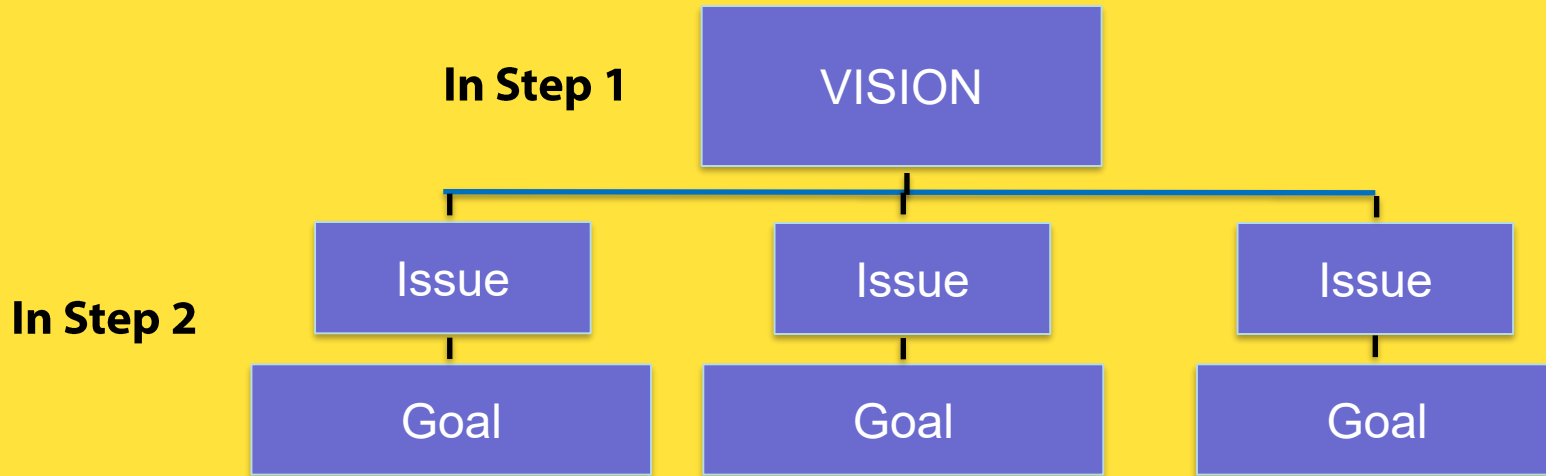 In Step 1
VISION
Issue
Issue
Issue
In Step 2
Goal
Goal
Goal